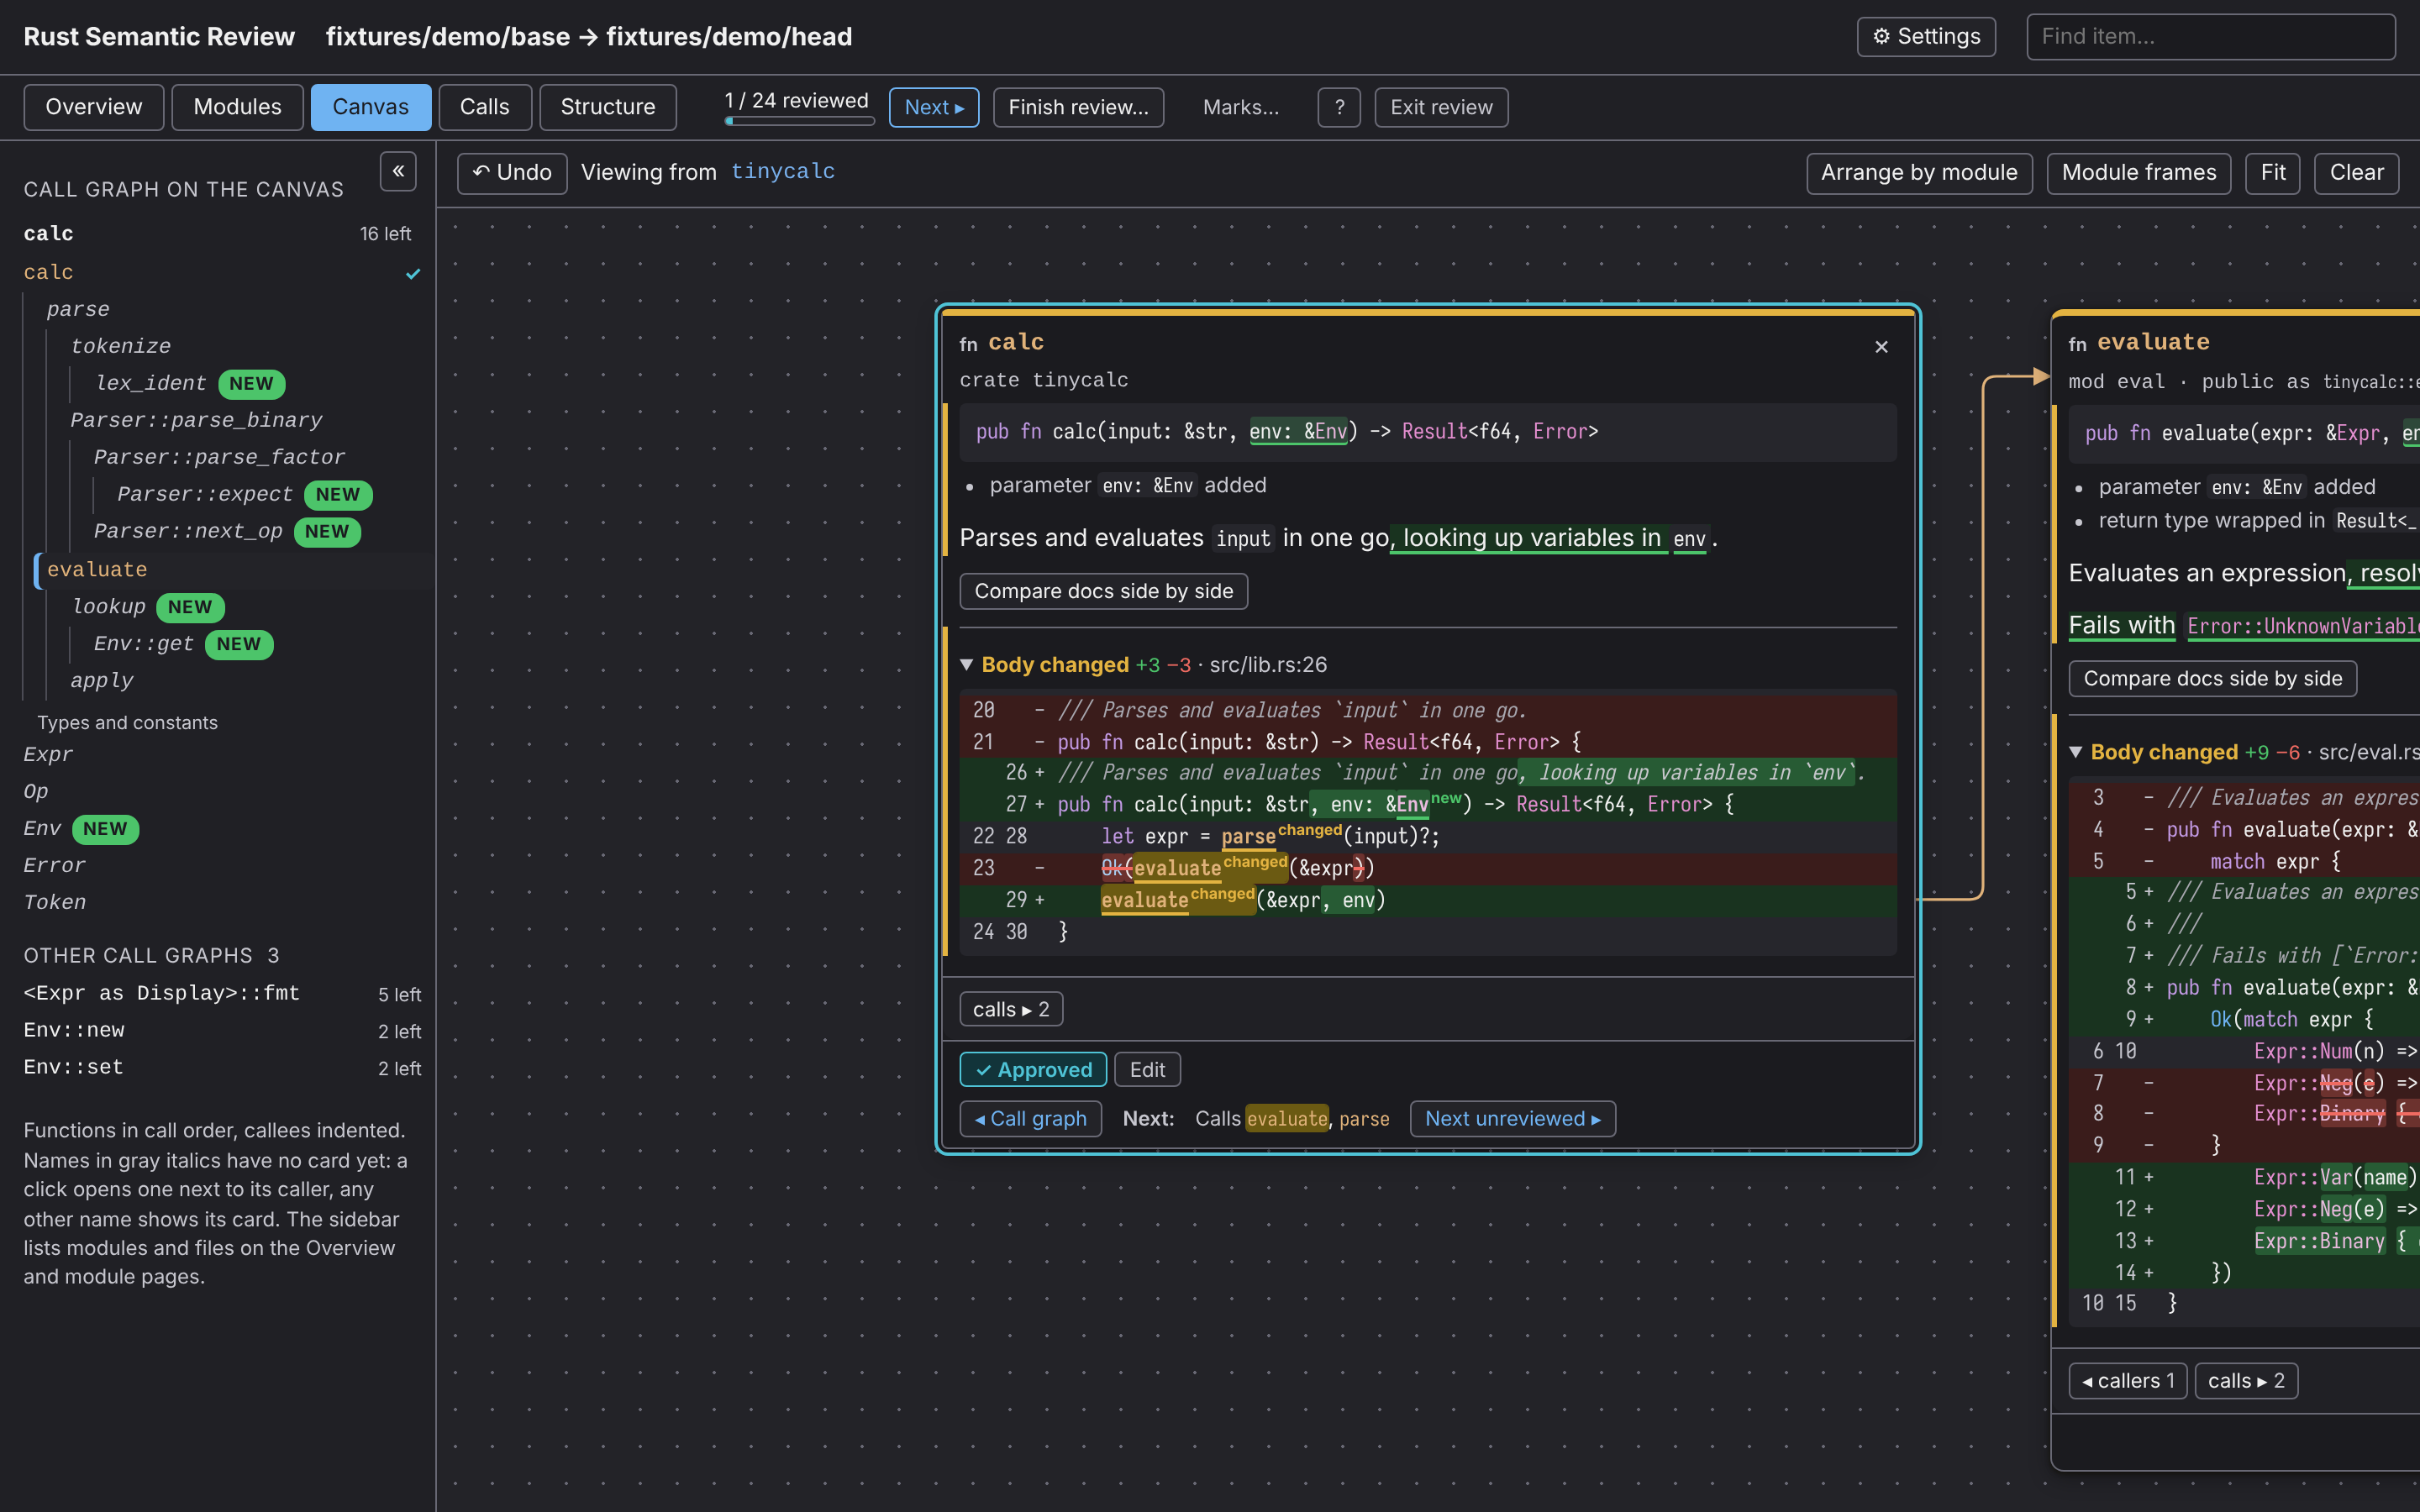 Rust Semantic Review fixtures/demo/base → fixtures/demo/head
⚙ Settings
Find item...
Overview
Modules
Canvas
Calls
Structure
1 / 24 reviewed
Next ▸
Finish review...
Marks...
?
Exit review
CALL GRAPH ON THE CANVAS
«
calc 16 left
calc ✓
parse
tokenize
lex_ident NEW
Parser::parse_binary
Parser::parse_factor
Parser::expect NEW
Parser::next_op NEW
evaluate
lookup NEW
Env::get NEW
apply
Types and constants
Expr
Op
Env NEW
Error
Token
OTHER CALL GRAPHS 3
<Expr as Display>::fmt 5 left
Env::new 2 left
Env::set 2 left
Functions in call order, callees indented.
Names in gray italics have no card yet: a
click opens one next to its caller, any
other name shows its card. The sidebar
lists modules and files on the Overview
and module pages.
↶ Undo
Viewing from tinycalc
Arrange by module
Module frames
Fit
Clear
fn calc ×
crate tinycalc
pub fn calc(input: &str, env: &Env) -> Result<f64, Error>
• parameter env: &Env added
Parses and evaluates input in one go, looking up variables in env.
Compare docs side by side
▼ Body changed +3 −3 · src/lib.rs:26
20 − /// Parses and evaluates `input` in one go.
21 − pub fn calc(input: &str) -> Result<f64, Error> {
26 + /// Parses and evaluates `input` in one go, looking up variables in `env`.
27 + pub fn calc(input: &str, env: &Env new) -> Result<f64, Error> {
22 28 let expr = parse changed(input)?;
23 − Ok(evaluate changed(&expr))
29 + evaluate changed(&expr, env)
24 30 }
calls ▸ 2
✓ Approved
Edit
◂ Call graph
Next: Calls evaluate, parse
Next unreviewed ▸
fn evaluate
mod eval · public as tinycalc::e
pub fn evaluate(expr: &Expr, en
• parameter env: &Env added
• return type wrapped in Result<_
Evaluates an expression, resolv
Fails with Error::UnknownVariabl
Compare docs side by side
▼ Body changed +9 −6 · src/eval.rs
3 − /// Evaluates an expres
4 − pub fn evaluate(expr: &
5 − match expr {
5 + /// Evaluates an expres
6 + ///
7 + /// Fails with [`Error:
8 + pub fn evaluate(expr: &
9 + Ok(match expr {
6 10 Expr::Num(n) =>
7 − Expr::Neg(e) =>
8 − Expr::Binary {
9 − }
11 + Expr::Var(name)
12 + Expr::Neg(e) =>
13 + Expr::Binary {
14 + })
10 15 }
◂ callers 1
calls ▸ 2